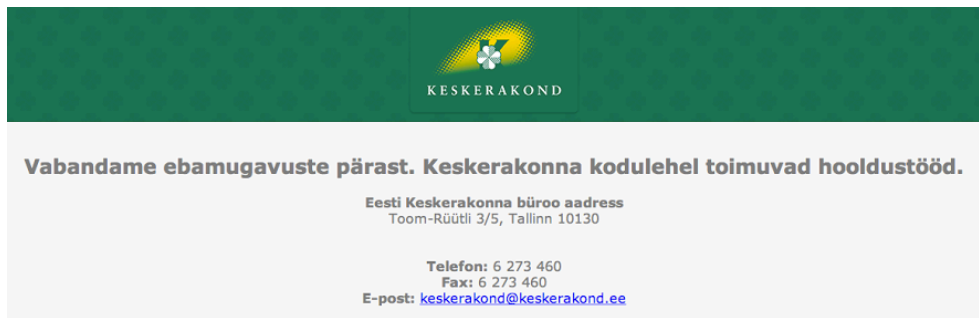 KESKERAKOND
Vabandame ebamugavuste pärast. Keskerakonna kodulehel toimuvad hooldustööd.
Eesti Keskerakonna büroo aadress
Toom-Rüütli 3/5, Tallinn 10130
Telefon: 6 273 460
Fax: 6 273 460
E-post: keskerakond@keskerakond.ee